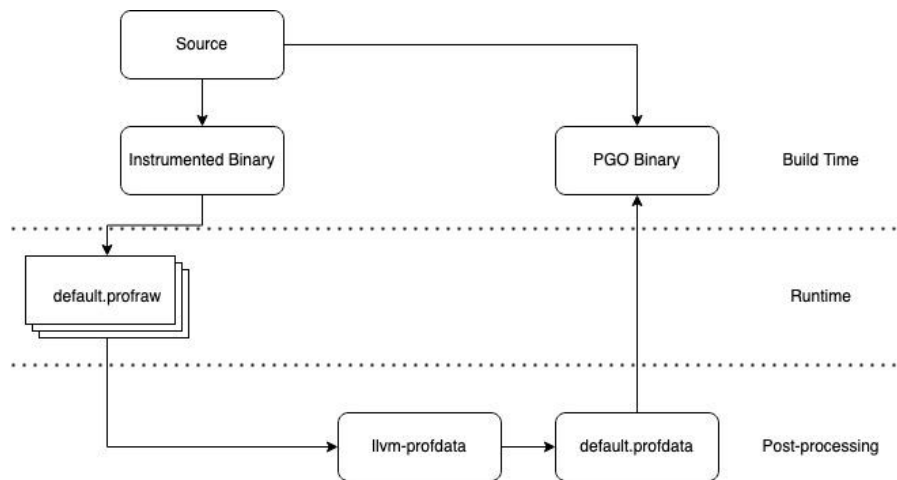 Source
Instrumented Binary
PGO Binary
Build Time
default.profraw
Runtime
llvm-profdata
default.profdata
Post-processing